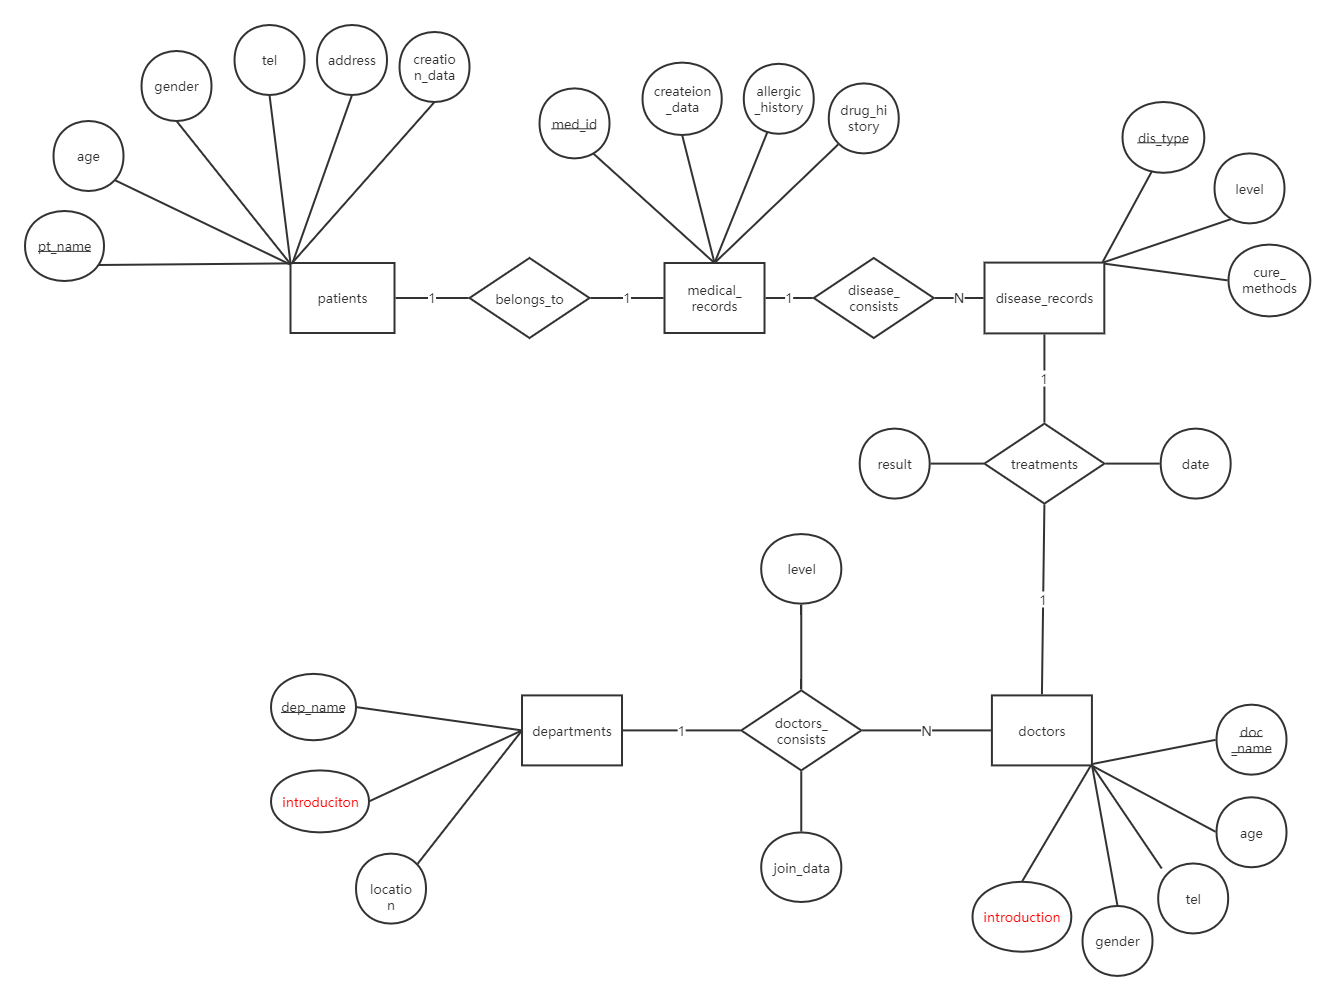 tel
address
creatio
n_data
gender
age
pt_name
createion
_data
allergic
_history
drug_hi
story
med_id
dis_type
level
cure_
methods
patients
1
belongs_to
1
medical_
records
1
disease_
consists
N
disease_records
1
result
treatments
date
1
level
dep_name
introduciton
locatio
n
departments
1
doctors_
consists
N
doctors
join_data
doc
_name
age
tel
gender
introduction